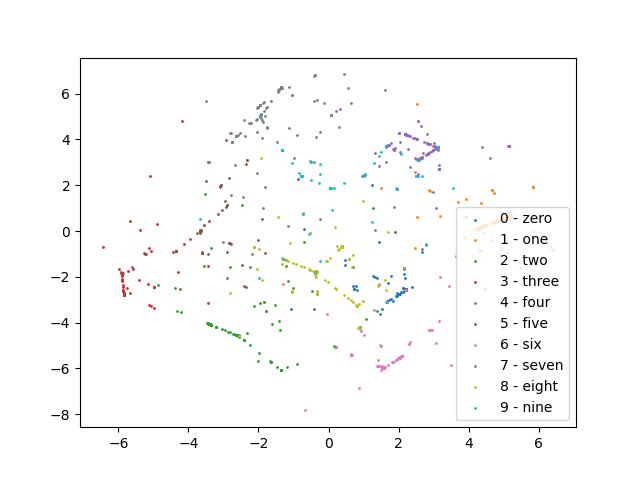 6
4
2
0
−2
−4
−6
−8
−6
−4
−2
0
2
4
6
0 - zero
1 - one
2 - two
3 - three
4 - four
5 - five
6 - six
7 - seven
8 - eight
9 - nine